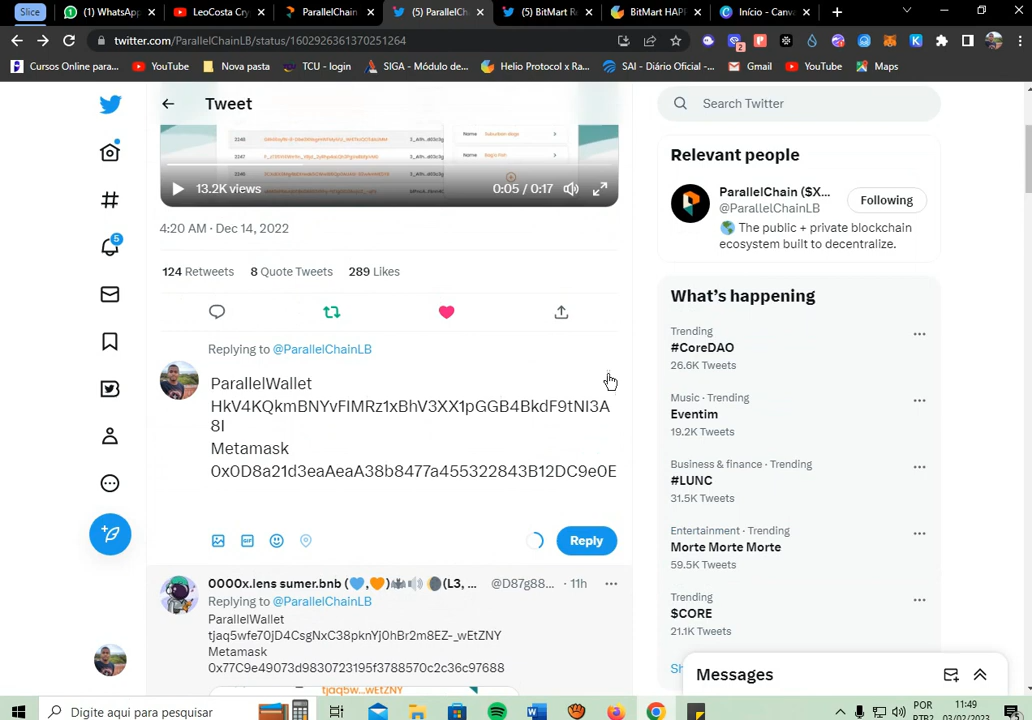 Slice
(1) WhatsApp
LeoCosta Cry
ParallelChain
(5) ParallelCh
(5) BitMart R
BitMart HAP
Início - Canva
twitter.com/ParallelChainLB/status/1602926361370251264
2
Cursos Online para...
YouTube
Nova pasta
TCU - login
SIGA - Módulo de...
Helio Protocol x Ra...
SAI - Diário Oficial -...
Gmail
YouTube
Maps
Tweet
Search Twitter
13.2K views
0:05 / 0:17
4:20 AM · Dec 14, 2022
124 Retweets 8 Quote Tweets 289 Likes
Replying to @ParallelChainLB
ParallelWallet
HkV4KQkmBNYvFIMRz1xBhV3XX1pGGB4BkdF9tNI3A
8I
Metamask
0x0D8a21d3eaAeaA38b8477a455322843B12DC9e0E
Reply
0000x.lens sumer.bnb (💙,🧡)🦇🔊 🌘(L3, ... @D87g88... · 11h
Replying to @ParallelChainLB
ParallelWallet
tjaq5wfe70jD4CsgNxC38pknYj0hBr2m8EZ-_wEtZNY
Metamask
0x77C9e49073d9830723195f3788570c2c36c97688
tjaq5w...wEtZNY
5
Relevant people
ParallelChain ($X...
@ParallelChainLB
Following
🌎 The public + private blockchain
ecosystem built to decentralize.
What's happening
Trending
#CoreDAO
26.6K Tweets
Music · Trending
Eventim
19.2K Tweets
Business & finance · Trending
#LUNC
31.5K Tweets
Entertainment · Trending
Morte Morte Morte
59.5K Tweets
Trending
$CORE
21.1K Tweets
Messages
Digite aqui para pesquisar
POR
PTB2
11:49
03/02/2023